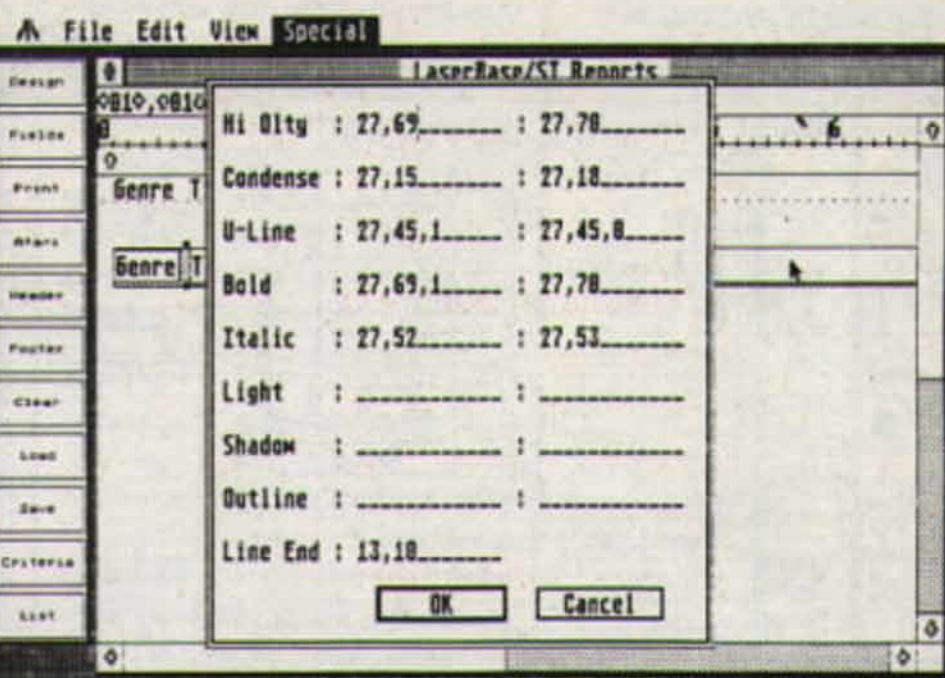 File Edit View Special
LaserBase/ST Reports
Design
Fields
Print
Header
Footer
Clear
Load
Save
Criteria
List
6
Genre T
Genre T
Hi Qlty : 27,69 : 27,70
Condense : 27,15 : 27,18
U-Line : 27,45,1 : 27,45,0
Bold : 27,69,1 : 27,70
Italic : 27,52 : 27,53
Light : :
Shadow : :
Outline : :
Line End : 13,10
OK Cancel